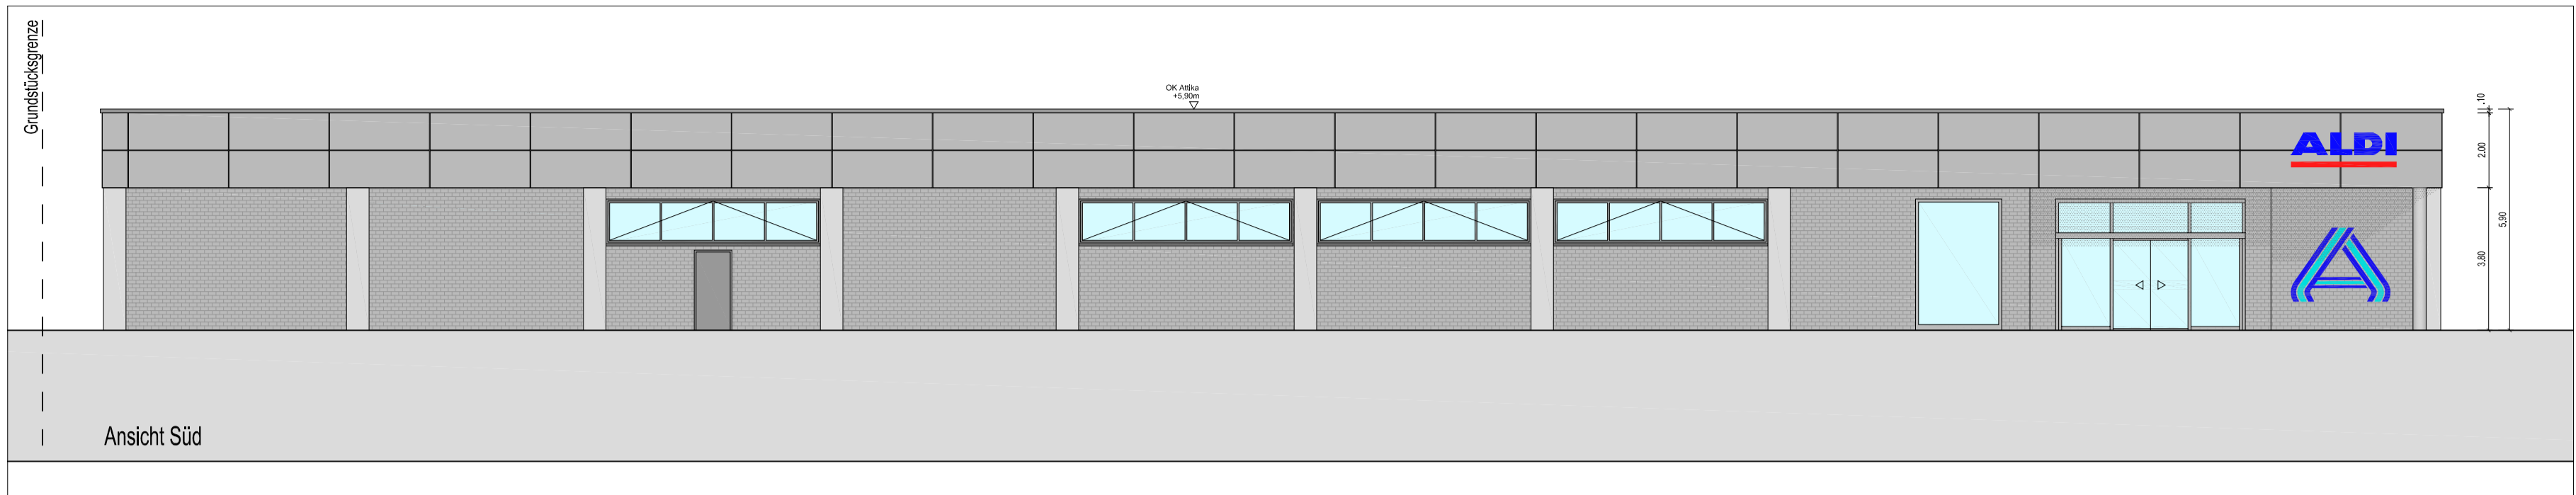 Grundstücksgrenze
OK Attika
+5,90m
ALDI
.10
2.00
5,90
3.80
Ansicht Süd